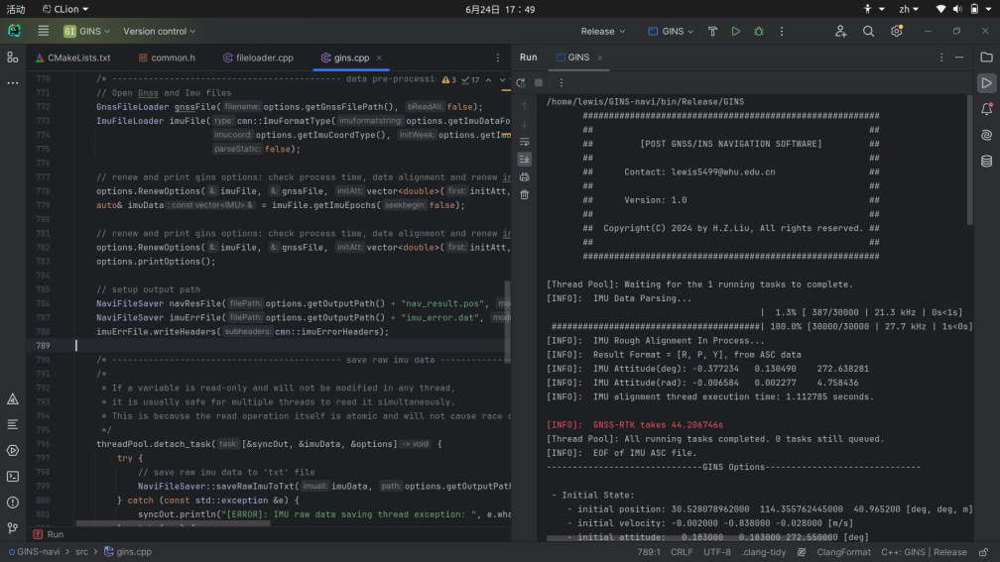 活动 CLion 6月24日 17：49 zh
GI GINS Version control Release GINS
CMakeLists.txt common.h fileloader.cpp gins.cpp
770 /* ------------------------------------------- data pre-processi 3 17
771 // Open Gnss and Imu files
772 GnssFileLoader gnssFile( filename: options.getGnssFilePath(), bReadAll: false);
773 ImuFileLoader imuFile( type: cmn::ImuFormatType( imuformatstring: options.getImuDataFo
774 imucoord: options.getImuCoordType(), initWeek: options.getIm
775 parseStatic: false);
776
777 // renew and print gins options: check process time, data alignment and renew in
778 options.RenewOptions( &: imuFile, &: gnssFile, initAtt: vector<double>( first: initAtt,
779 auto& imuData : const vector<IMU> & = imuFile.getImuEpochs( seekbegin: false);
780
781 // renew and print gins options: check process time, data alignment and renew in
782 options.RenewOptions( &: imuFile, &: gnssFile, initAtt: vector<double>( first: initAtt,
783 options.printOptions();
784
785 // setup output path
786 NaviFileSaver navResFile( filePath: options.getOutputPath() + "nav_result.pos", mod
787 NaviFileSaver imuErrFile( filePath: options.getOutputPath() + "imu_error.dat", mode
788 imuErrFile.writeHeaders( subheaders: cmn::imuErrorHeaders);
789
790 /* ------------------------------------------- save raw imu data --------------
791 /*
792 * If a variable is read-only and will not be modified in any thread,
793 * it is usually safe for multiple threads to read it simultaneously.
794 * This is because the read operation itself is atomic and will not cause race c
795 */
796 threadPool.detach_task( task: [&syncOut, &imuData, &options] -> void {
797 try {
798 // save raw imu data to 'txt' file
799 NaviFileSaver::saveRawImuToTxt( imuall: imuData, path: options.getOutputPath
800 } catch (const std::exception &e) {
801 syncOut.println("[ERROR]: IMU raw data saving thread exception: ", e.wha
Run GINS
/home/lewis/GINS-navi/bin/Release/GINS
#########################################################
## ##
## [POST GNSS/INS NAVIGATION SOFTWARE] ##
## ##
## Contact: lewis5499@whu.edu.cn ##
## ##
## Version: 1.0 ##
## ##
## Copyright(C) 2024 by H.Z.Liu, All rights reserved. ##
## ##
#########################################################
[Thread Pool]: Waiting for the 1 running tasks to complete.
[INFO]: IMU Data Parsing...
| 1.3% [ 387/30000 | 21.3 kHz | 0s<1s]
########################################| 100.0% [30000/30000 | 27.7 kHz | 1s<0s]
[INFO]: IMU Rough Alignment In Process...
[INFO]: Result Format = [R, P, Y], from ASC data
[INFO]: IMU Attitude(deg): -0.377234 0.130490 272.638281
[INFO]: IMU Attitude(rad): -0.006584 0.002277 4.758436
[INFO]: IMU alignment thread execution time: 1.112785 seconds.
[INFO]: GNSS-RTK takes 44.206746s
[Thread Pool]: All running tasks completed. 0 tasks still queued.
[INFO]: EOF of IMU ASC file.
------------------------------GINS Options------------------------------
- Initial State:
- initial position: 30.528078962000 114.355762445000 40.965200 [deg, deg, m]
- initial velocity: -0.002000 -0.838000 -0.028000 [m/s]
- initial attitude: 0.183000 0.183000 272.550000 [deg]
Run
GINS-navi > src > gins.cpp 789:1 CRLF UTF-8 .clang-tidy ClangFormat C++: GINS | Release